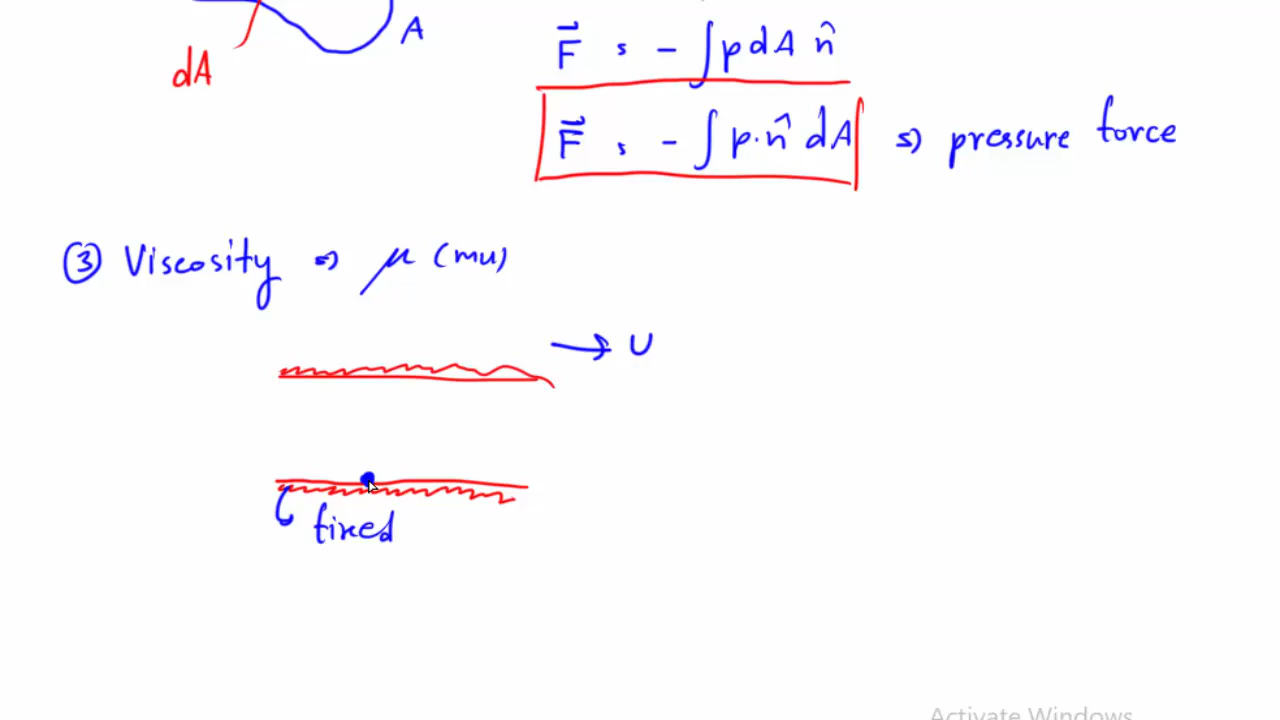 A
dA
F⃗ = - ∫ p dA n̂
F⃗ = - ∫ p. n̂ dA ⇒ pressure force
③ Viscosity ⇒ μ (mu)
→ U
fixed
Activate Windows